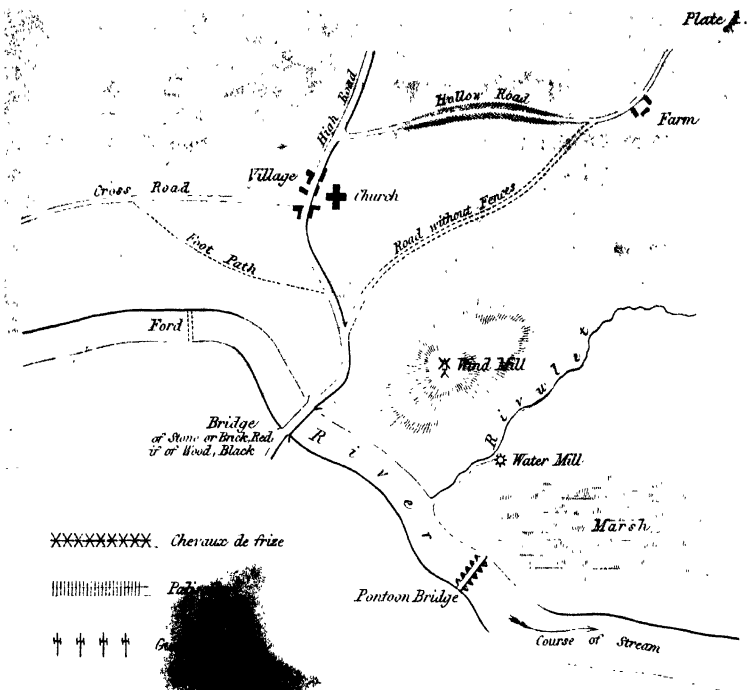 Plate 1.
High Road
Hollow Road
Farm
Village
Church
Cross Road
Road without Fences
Foot Path
Ford
Wind Mill
Rivulet
Bridge
of Stone or Brick, Red
if of Wood, Black
River
Water Mill
Marsh
Chevaux de frize
Pontoon Bridge
Course of Stream